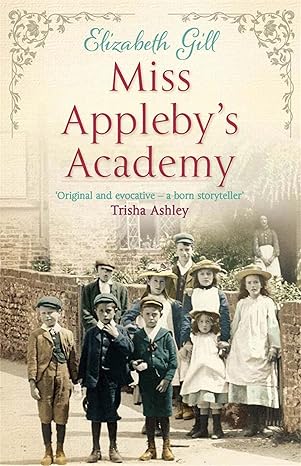 Elizabeth Gill
Miss
Appleby's
Academy
‘Original and evocative – a born storyteller’
Trisha Ashley